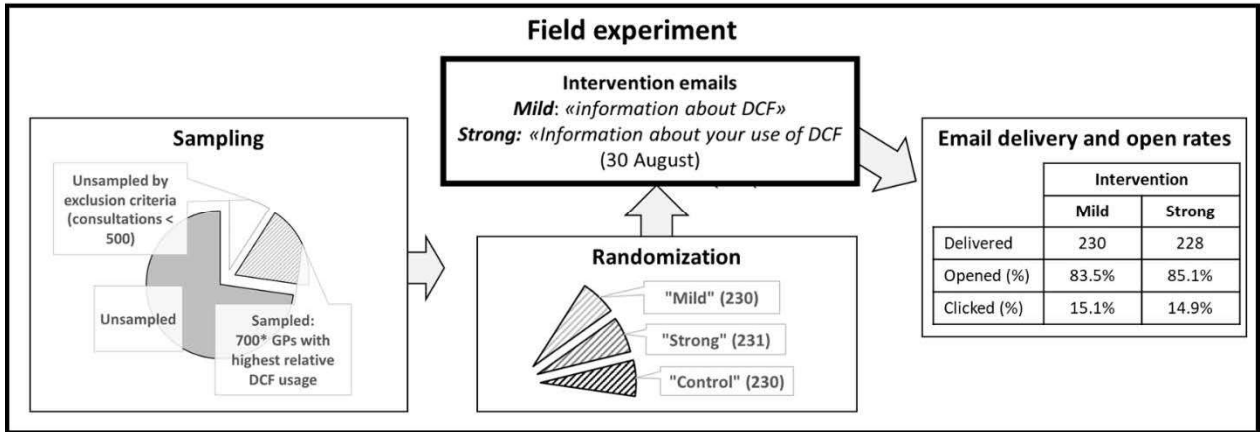 Field experiment
Intervention emails
Mild: «information about DCF»
Strong: «Information about your use of DCF
(30 August)
Sampling
Unsampled by
exclusion criteria
(consultations <
500)
Unsampled
Sampled:
700* GPs with
highest relative
DCF usage
Randomization
"Mild" (230)
"Strong" (231)
"Control" (230)
Email delivery and open rates
Intervention
Mild Strong
Delivered 230 228
Opened (%) 83.5% 85.1%
Clicked (%) 15.1% 14.9%